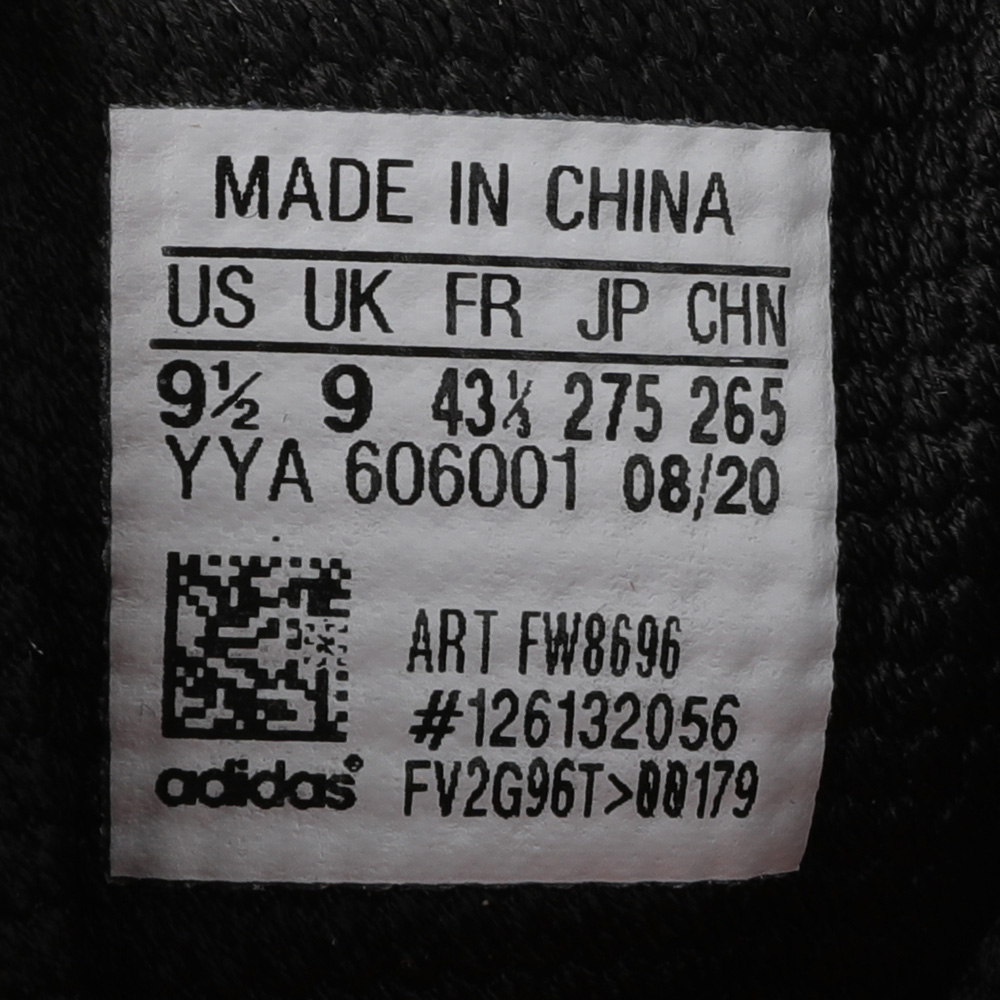 MADE IN CHINA
US UK FR JP CHN
9½ 9 43⅓ 275 265
YYA 606001 08/20
ART FW8696
#126132056
adidas® FV2G96T>00179